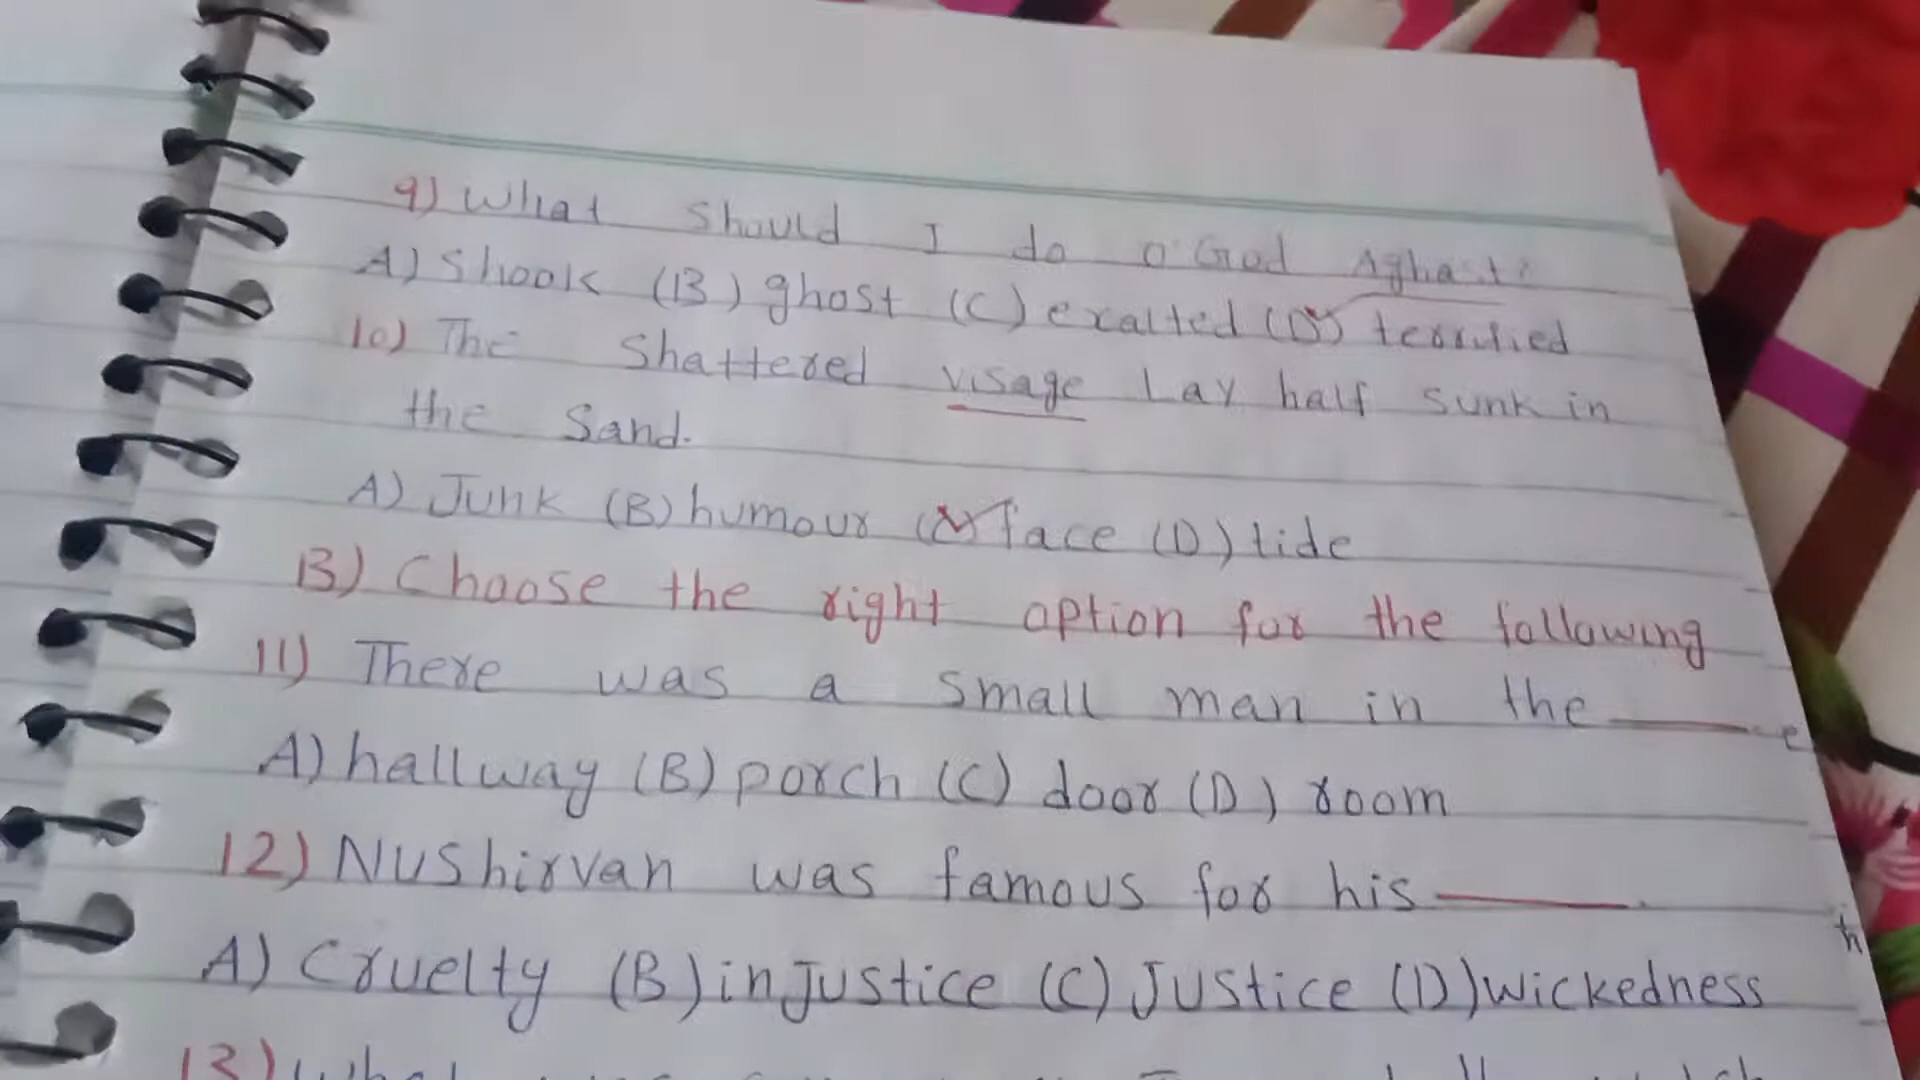 9) What should I do o'God Aghast?
A) Shook (B) ghost (C) exalted (D) terrified
10) The Shattered visage lay half sunk in
the Sand.
A) Junk (B) humour (C) face (D) tide
B) Choose the right option for the following
11) There was a small man in the
A) hallway (B) porch (C) door (D) room
12) NUShirvan was famous for his ____.
A) Cruelty (B) injustice (C) Justice (D) wickedness
13)